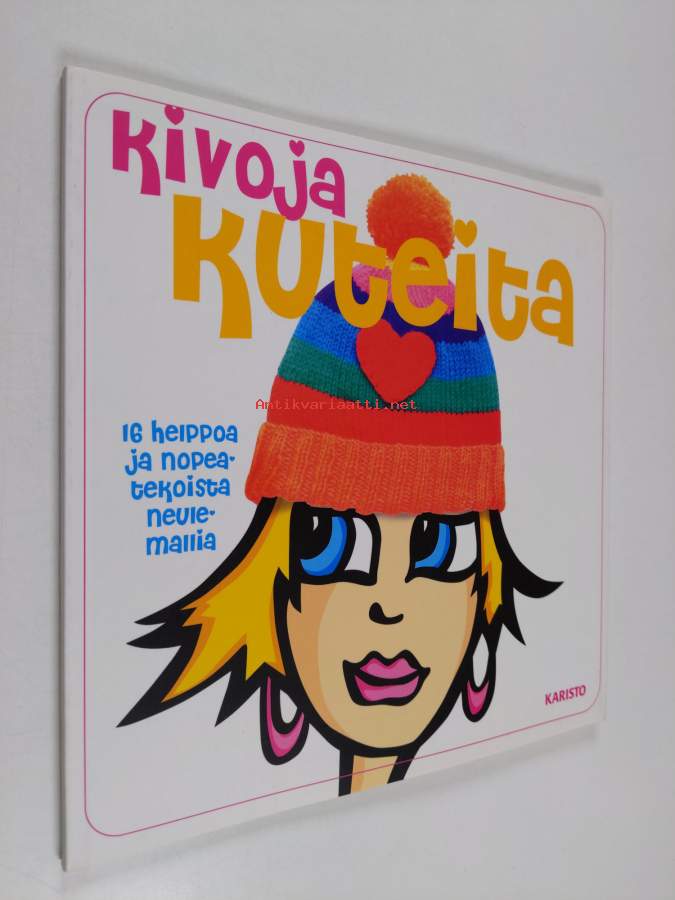 kivoja
kuteita
Antikvariaatti.net
16 helppoa
ja nopea-
tekoista
neule-
mallia
KARISTO